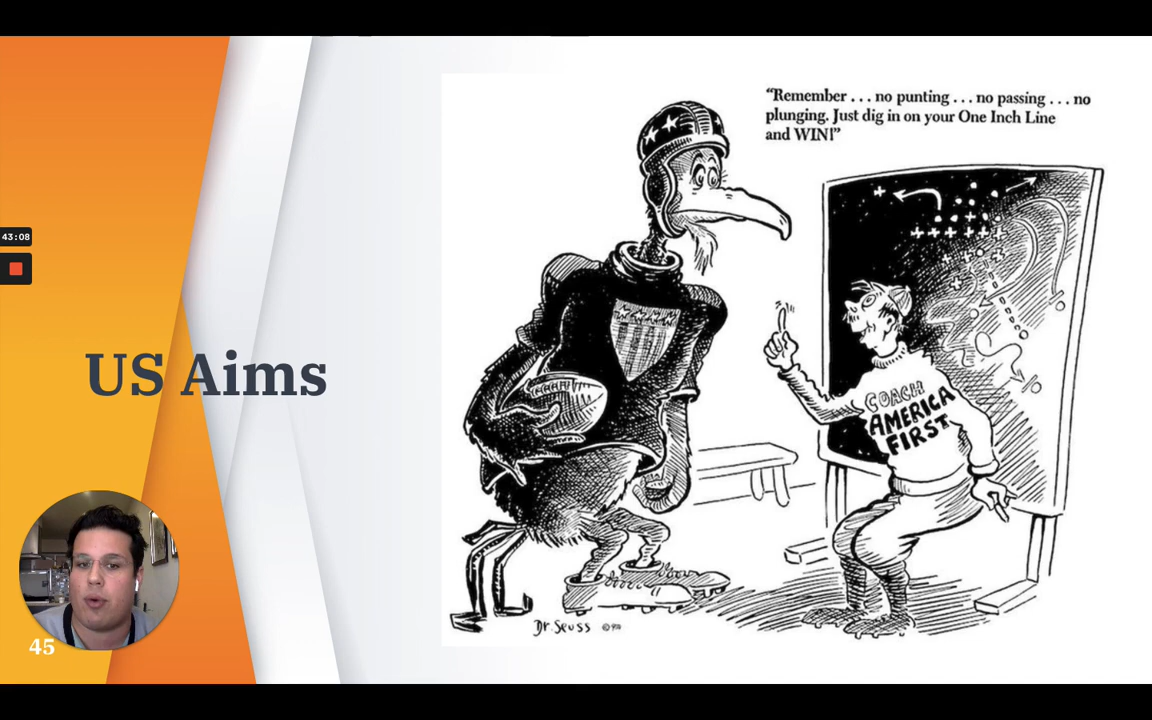 “Remember . . . no punting . . . no passing . . . no
plunging. Just dig in on your One Inch Line
and WIN!”
43:08
US Aims
COACH
AMERICA
FIRST
45
Dr. Seuss